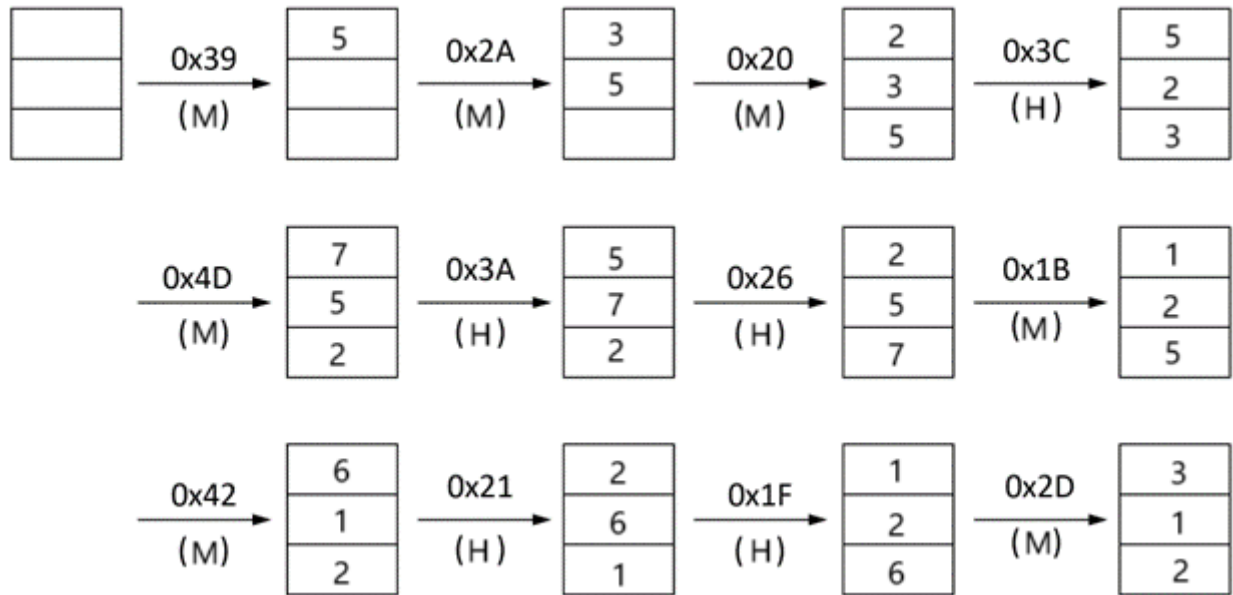 0x39 5 0x2A 3 0x20 2 0x3C 5
(M) (M) 5 (M) 3 (H) 2
5 3
0x4D 7 0x3A 5 0x26 2 0x1B 1
(M) 5 (H) 7 (H) 5 (M) 2
2 2 7 5
0x42 6 0x21 2 0x1F 1 0x2D 3
(M) 1 (H) 6 (H) 2 (M) 1
2 1 6 2